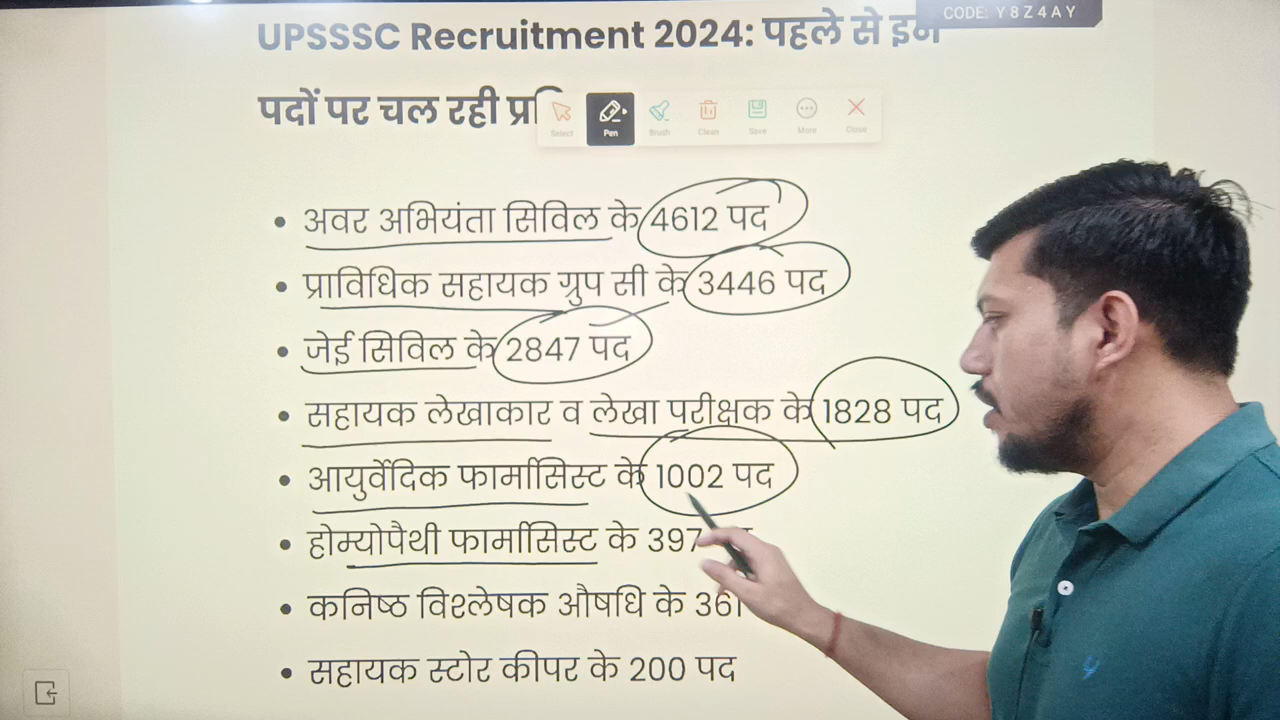 CODE: Y8Z4AY
UPSSSC Recruitment 2024: पहले से इन
पदों पर चल रही
Select Pen Brush Clean Save More Close
अवर अभियंता सिविल के 4612 पद
प्राविधिक सहायक ग्रुप सी के 3446 पद
जेई सिविल के 2847 पद
सहायक लेखाकार व लेखा परीक्षक के 1828 पद
आयुर्वेदिक फार्मासिस्ट के 1002 पद
होम्योपैथी फार्मासिस्ट के 397
कनिष्ठ विश्लेषक औषधि के 361
सहायक स्टोर कीपर के 200 पद